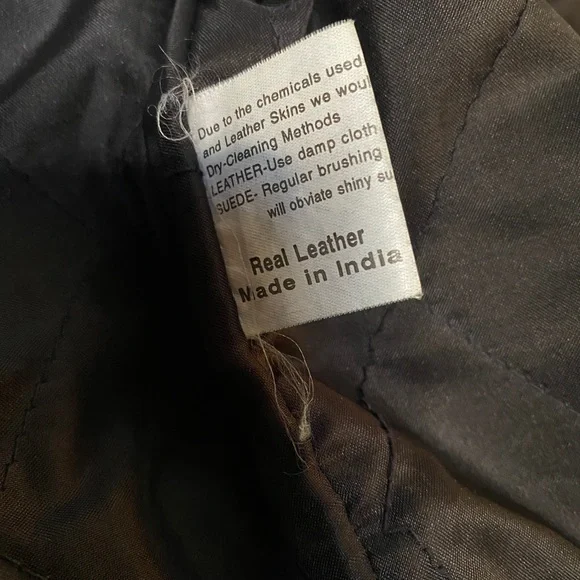 Due to the chemicals used
and Leather Skins we woul
Dry-Cleaning Methods
LEATHER-Use damp cloth
SUEDE- Regular brushing
will obviate shiny su
Real Leather
Made in India